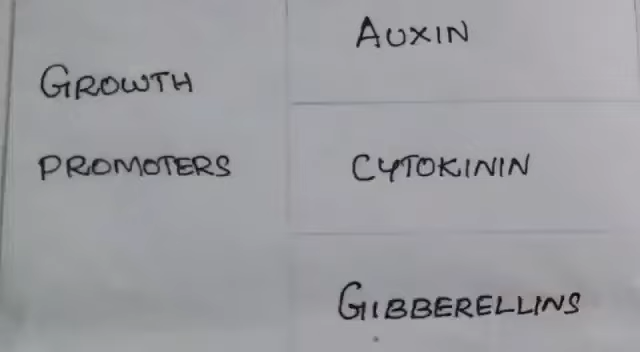 AUXIN
GROWTH
PROMOTERS
CYTOKININ
GIBBERELLINS